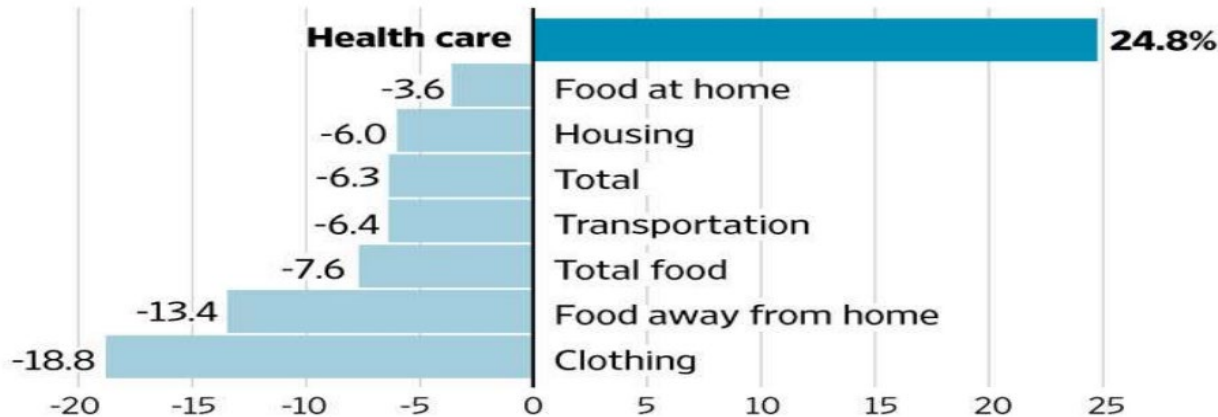 Health care 24.8%
-3.6 Food at home
-6.0 Housing
-6.3 Total
-6.4 Transportation
-7.6 Total food
-13.4 Food away from home
-18.8 Clothing
-20 -15 -10 -5 0 5 10 15 20 25